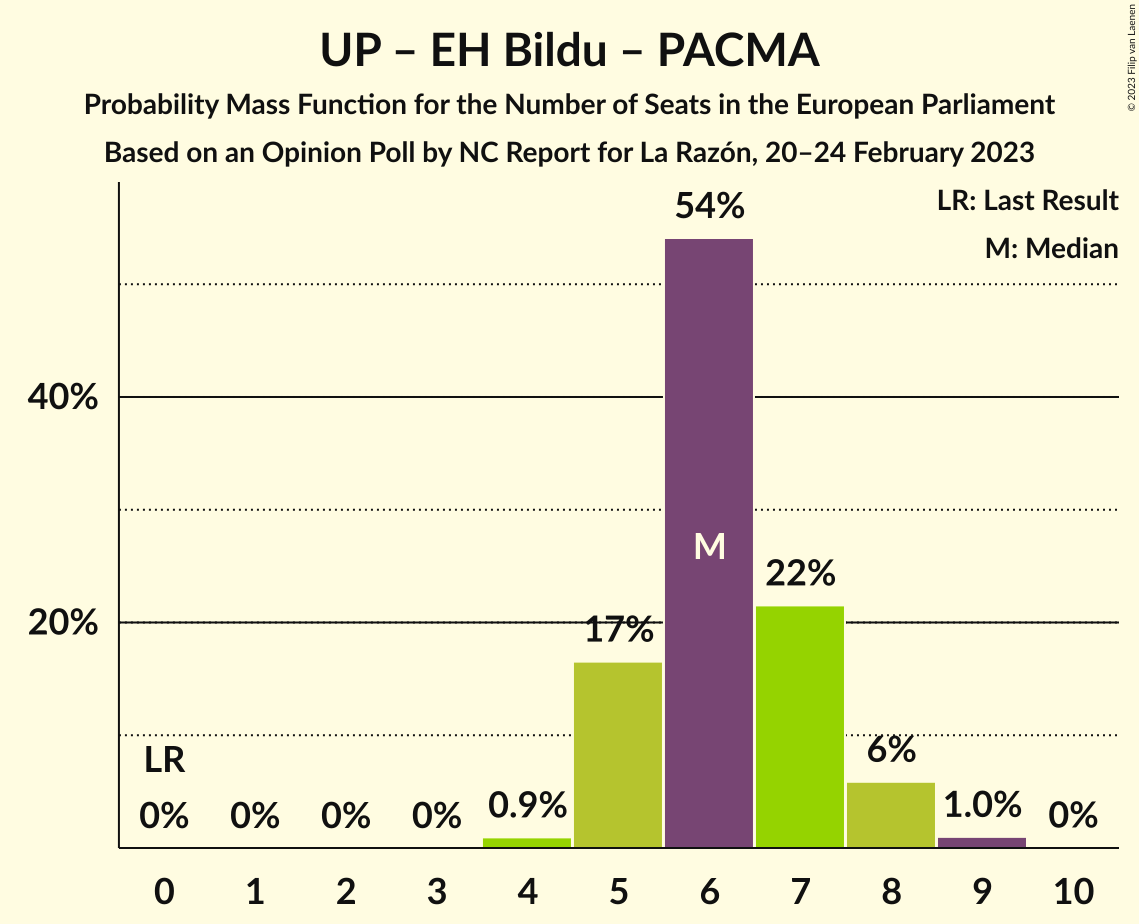 UP – EH Bildu – PACMA
Probability Mass Function for the Number of Seats in the European Parliament
Based on an Opinion Poll by NC Report for La Razón, 20–24 February 2023
© 2023 Filip van Laenen
LR: Last Result
M: Median
54%
40%
M
22%
20%
17%
LR
6%
0% 0% 0% 0% 0.9% 1.0% 0%
0 1 2 3 4 5 6 7 8 9 10